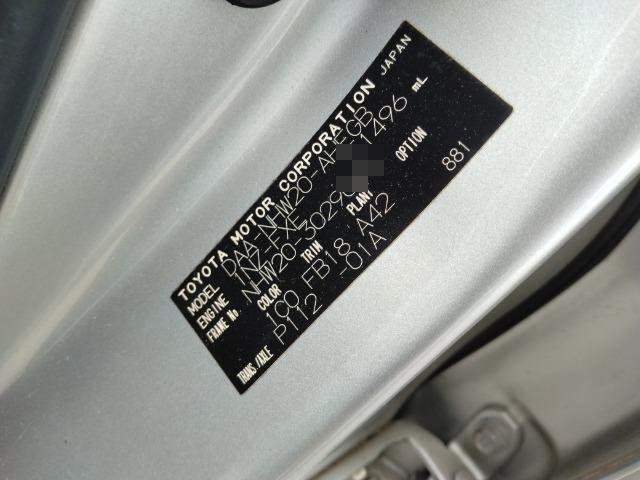 TOYOTA MOTOR CORPORATION JAPAN
MODEL DAA-NHW20-AHEGB
ENGINE 1NZ-FXE 1496 mL
FRAME No. NHW20-3029
COLOR TRIM PLANT OPTION
1C0 FB18 A42 881
TRANS/AXLE P112 -01A